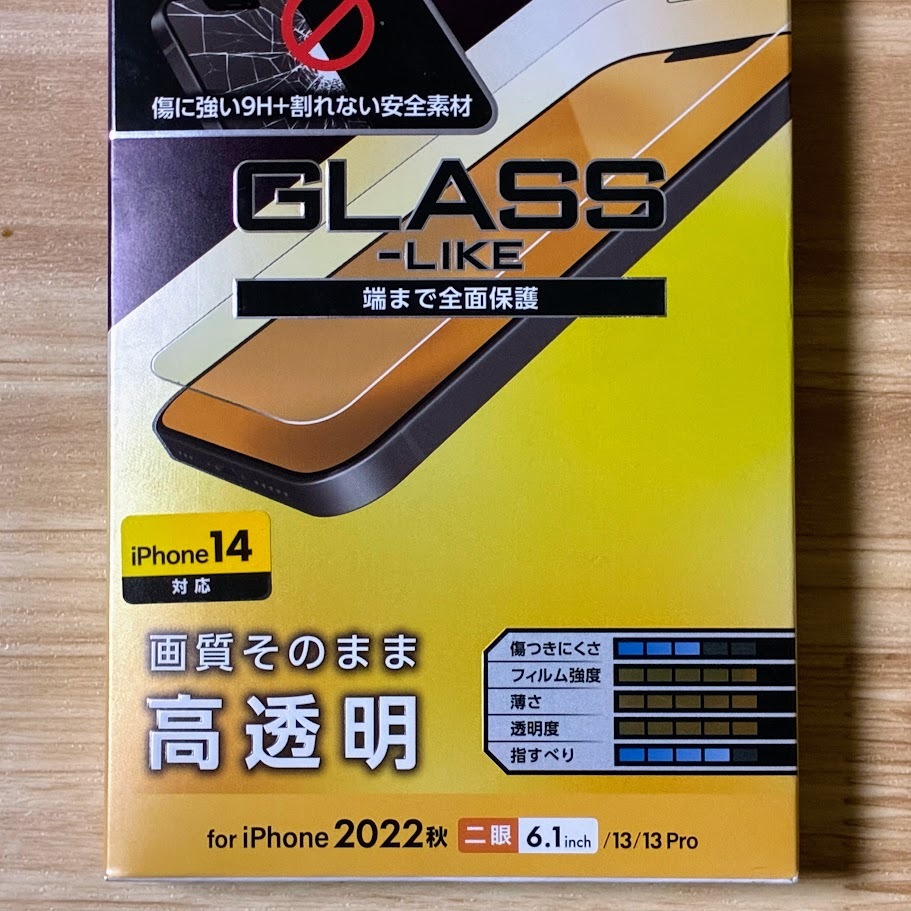 傷に強い9H+割れない安全素材
GLASS
-LIKE
端まで全面保護
iPhone14
対応
画質そのまま
高透明
傷つきにくさ
フィルム強度
薄さ
透明度
指すべり
for iPhone 2022秋 二眼 6.1inch /13/13 Pro